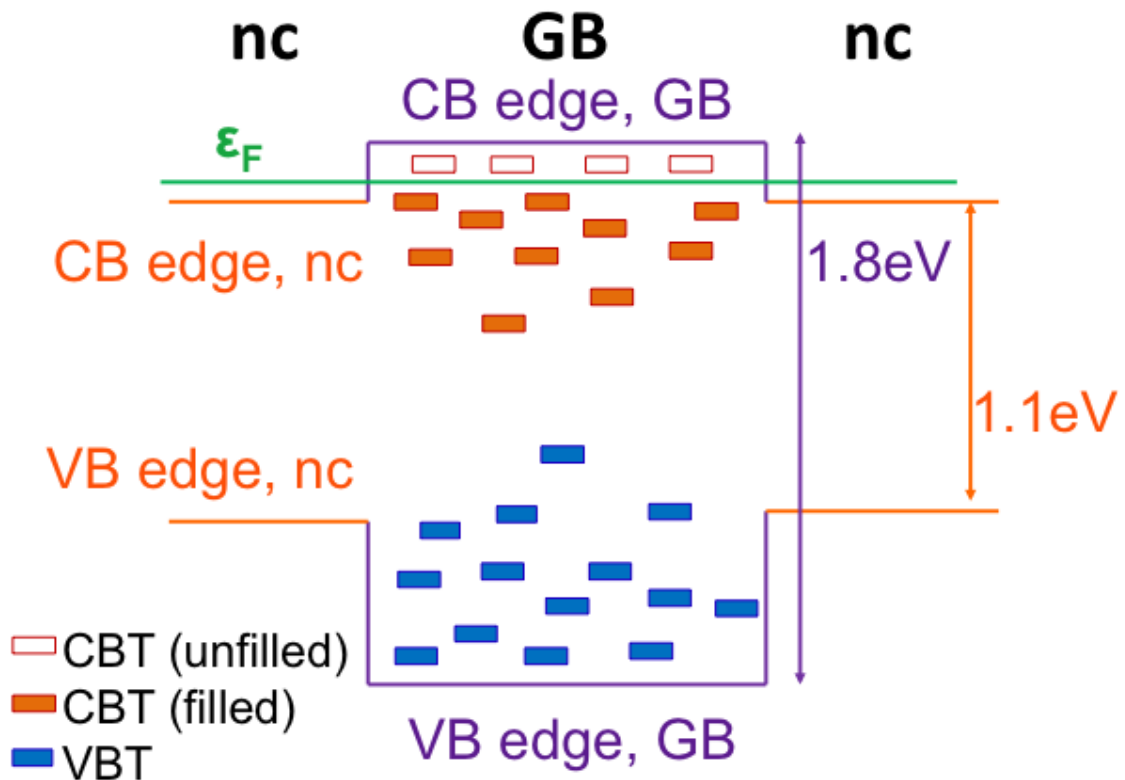 nc GB nc
CB edge, GB
εF
CB edge, nc
1.8eV
1.1eV
VB edge, nc
CBT (unfilled)
CBT (filled)
VBT
VB edge, GB